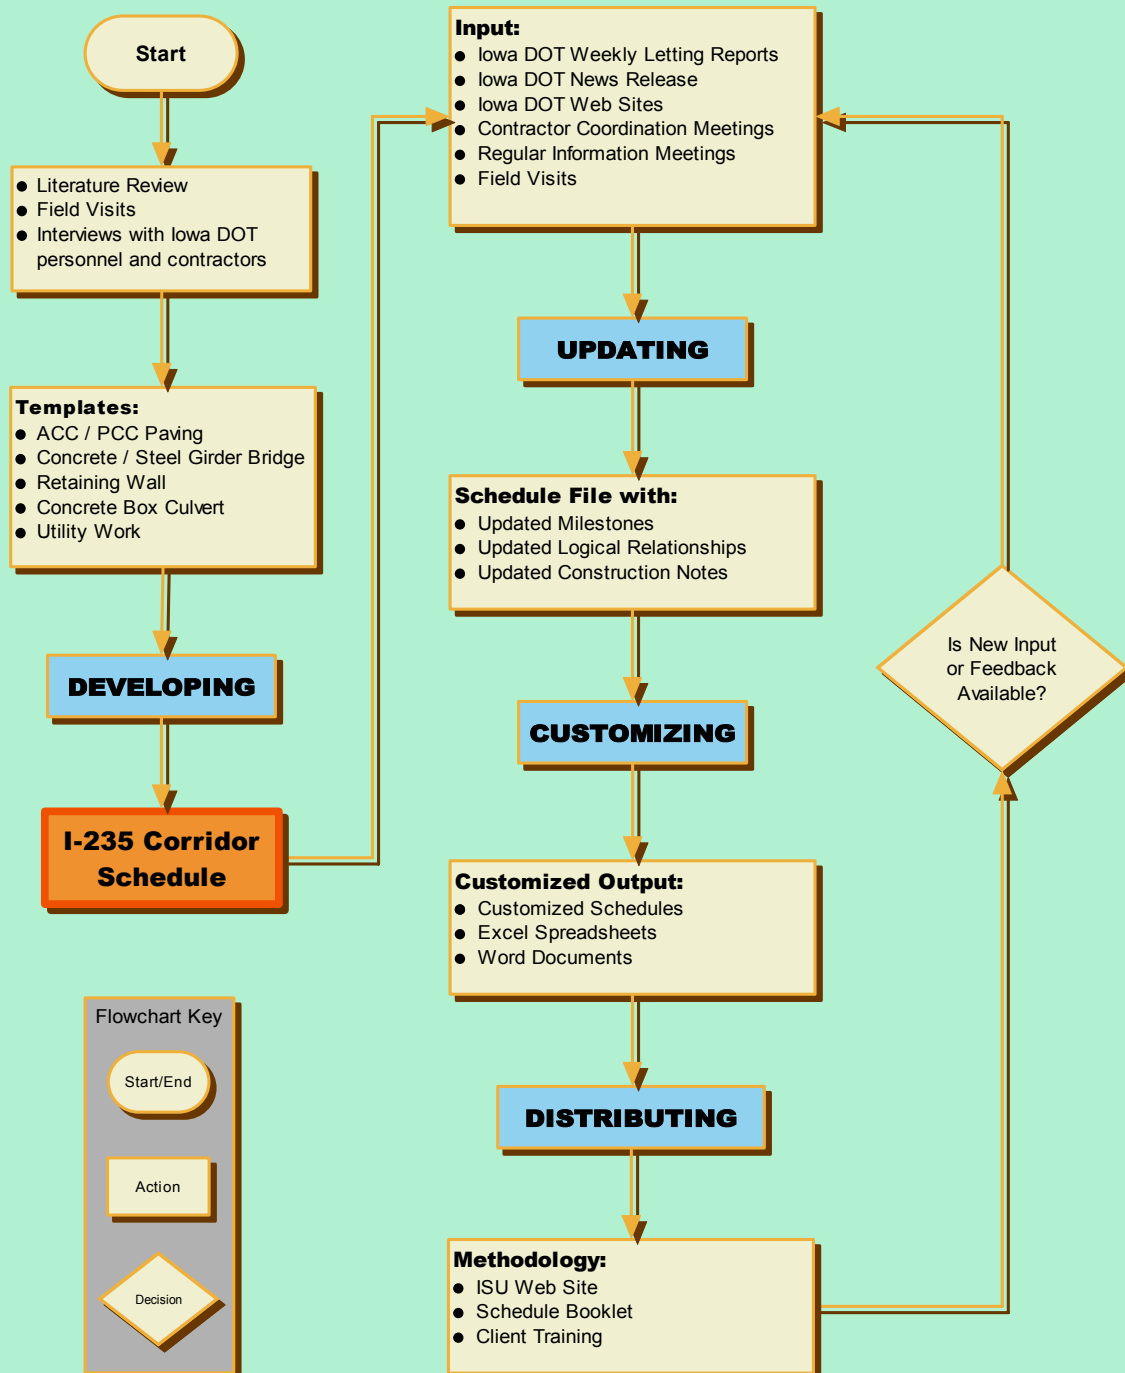 Start
● Literature Review
● Field Visits
● Interviews with Iowa DOT
personnel and contractors
Templates:
● ACC / PCC Paving
● Concrete / Steel Girder Bridge
● Retaining Wall
● Concrete Box Culvert
● Utility Work
DEVELOPING
I-235 Corridor
Schedule
Input:
● Iowa DOT Weekly Letting Reports
● Iowa DOT News Release
● Iowa DOT Web Sites
● Contractor Coordination Meetings
● Regular Information Meetings
● Field Visits
UPDATING
Schedule File with:
● Updated Milestones
● Updated Logical Relationships
● Updated Construction Notes
CUSTOMIZING
Customized Output:
● Customized Schedules
● Excel Spreadsheets
● Word Documents
DISTRIBUTING
Methodology:
● ISU Web Site
● Schedule Booklet
● Client Training
Is New Input
or Feedback
Available?
Flowchart Key
Start/End
Action
Decision